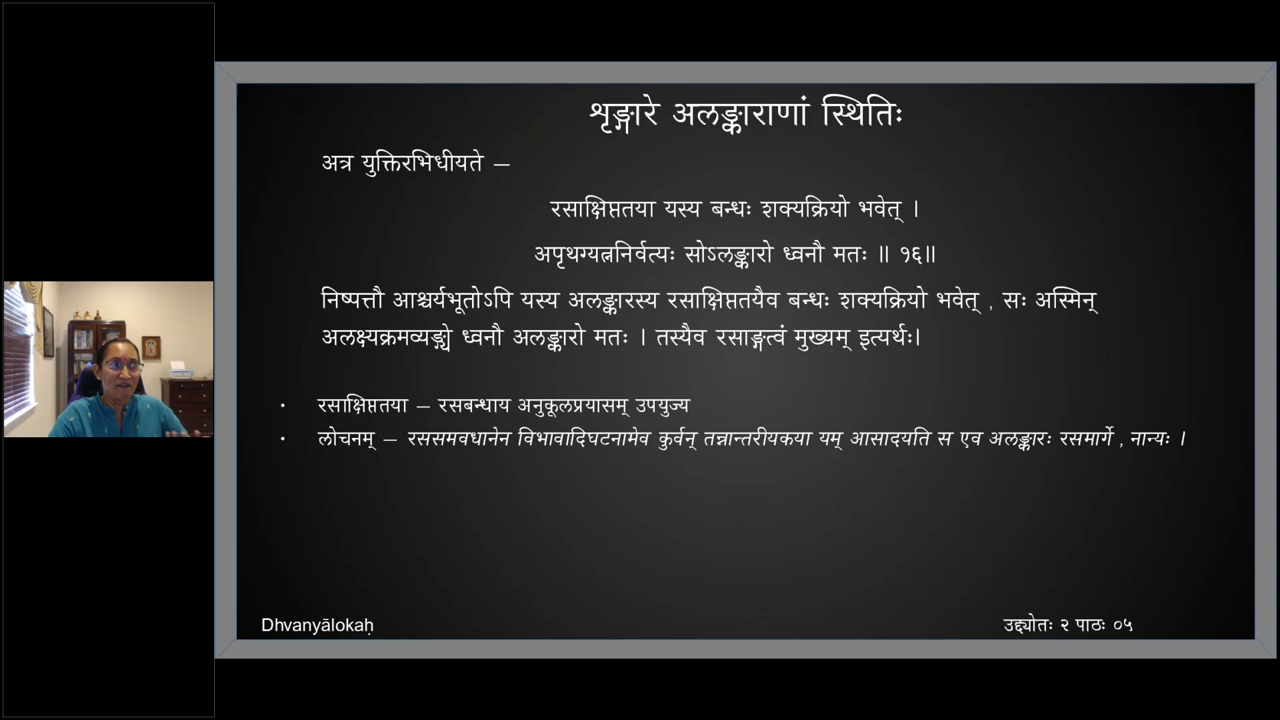 शृङ्गारे अलङ्काराणां स्थितिः
अत्र युक्तिरभिधीयते –
रसाक्षिप्ततया यस्य बन्धः शक्यक्रियो भवेत् ।
अपृथग्यत्ननिर्वत्यः सोऽलङ्कारो ध्वनौ मतः ॥ १६॥
निष्पत्तौ आश्चर्यभूतोऽपि यस्य अलङ्कारस्य रसाक्षिप्ततयैव बन्धः शक्यक्रियो भवेत् , सः अस्मिन्
अलक्ष्यक्रमव्यङ्ग्ये ध्वनौ अलङ्कारो मतः । तस्यैव रसाङ्गत्वं मुख्यम् इत्यर्थः।
• रसाक्षिप्ततया – रसबन्धाय अनुकूलप्रयासम् उपयुज्य
• लोचनम् – रससमवधानेन विभावादिघटनामेव कुर्वन् तन्नान्तरीयकया यम् आसादयति स एव अलङ्कारः रसमार्गे , नान्यः ।
Dhvanyālokaḥ
उद्द्योतः २ पाठः ०५